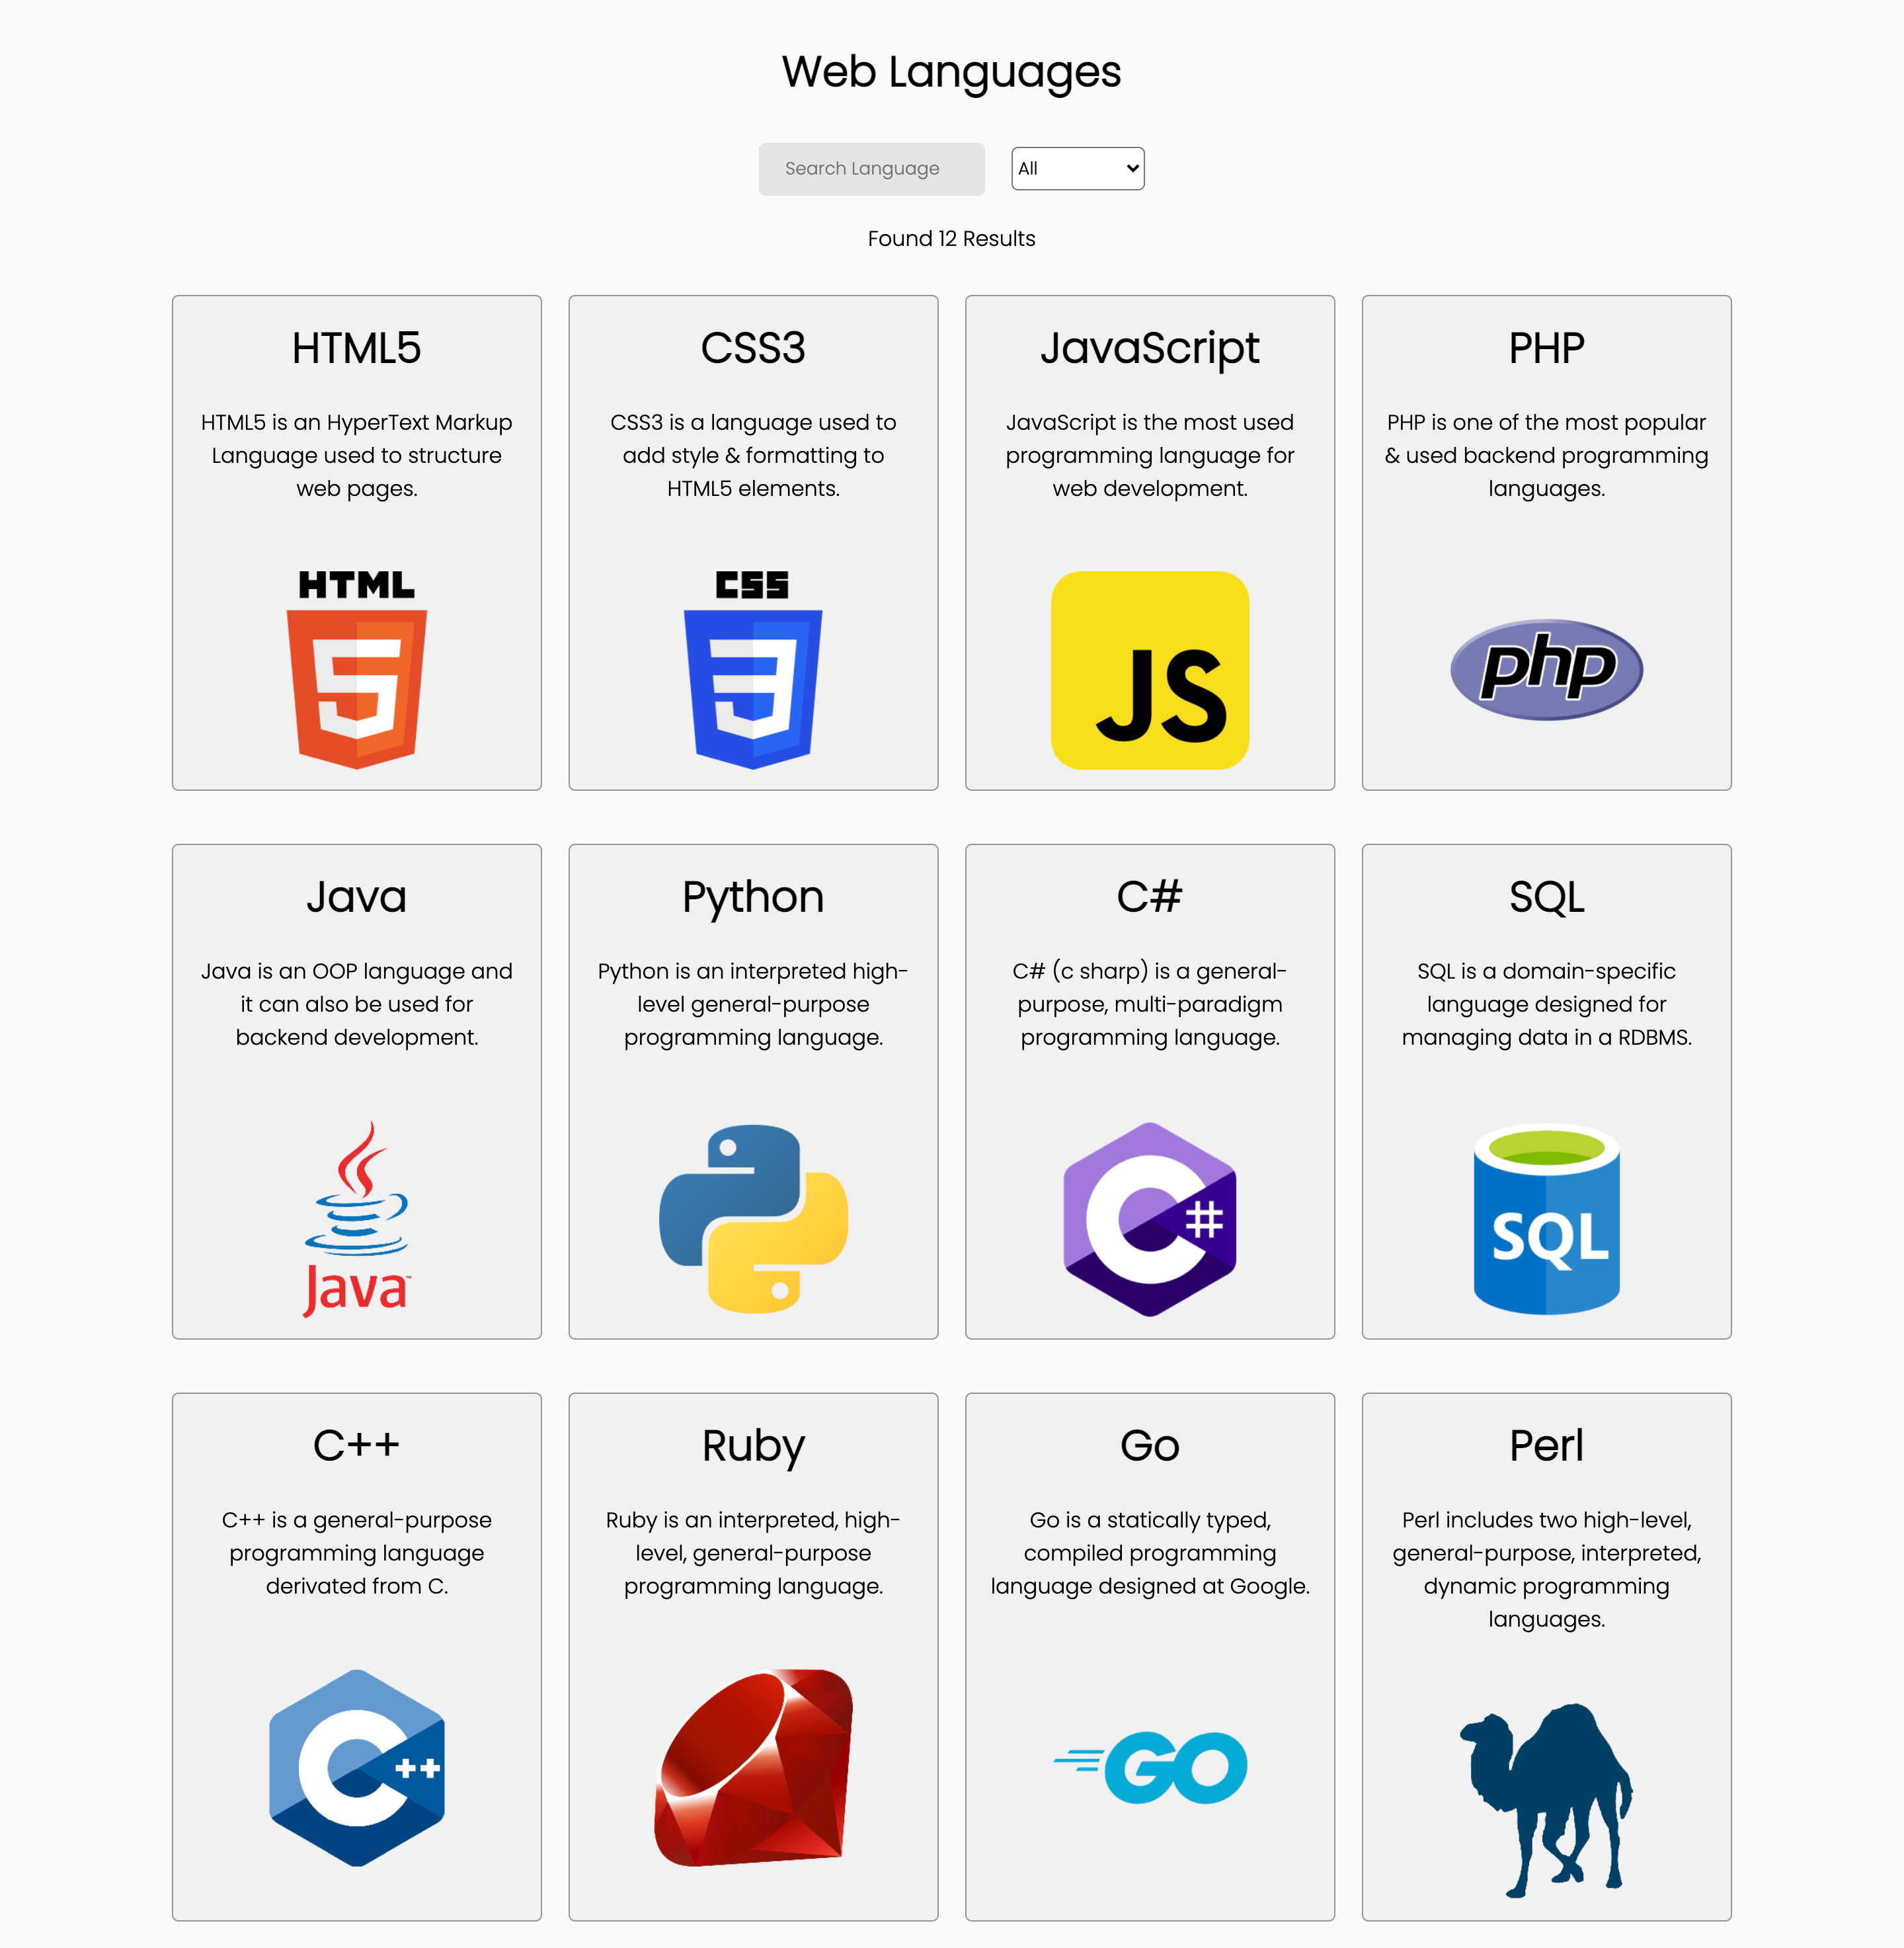 Web Languages
Search Language
All
Found 12 Results
HTML5
HTML5 is an HyperText Markup
Language used to structure
web pages.
HTML
5
CSS3
CSS3 is a language used to
add style & formatting to
HTML5 elements.
CSS
3
JavaScript
JavaScript is the most used
programming language for
web development.
JS
PHP
PHP is one of the most popular
& used backend programming
languages.
php
Java
Java is an OOP language and
it can also be used for
backend development.
Java™
Python
Python is an interpreted high-
level general-purpose
programming language.
C#
C# (c sharp) is a general-
purpose, multi-paradigm
programming language.
C#
SQL
SQL is a domain-specific
language designed for
managing data in a RDBMS.
SQL
C++
C++ is a general-purpose
programming language
derivated from C.
C++
Ruby
Ruby is an interpreted, high-
level, general-purpose
programming language.
Go
Go is a statically typed,
compiled programming
language designed at Google.
GO
Perl
Perl includes two high-level,
general-purpose, interpreted,
dynamic programming
languages.